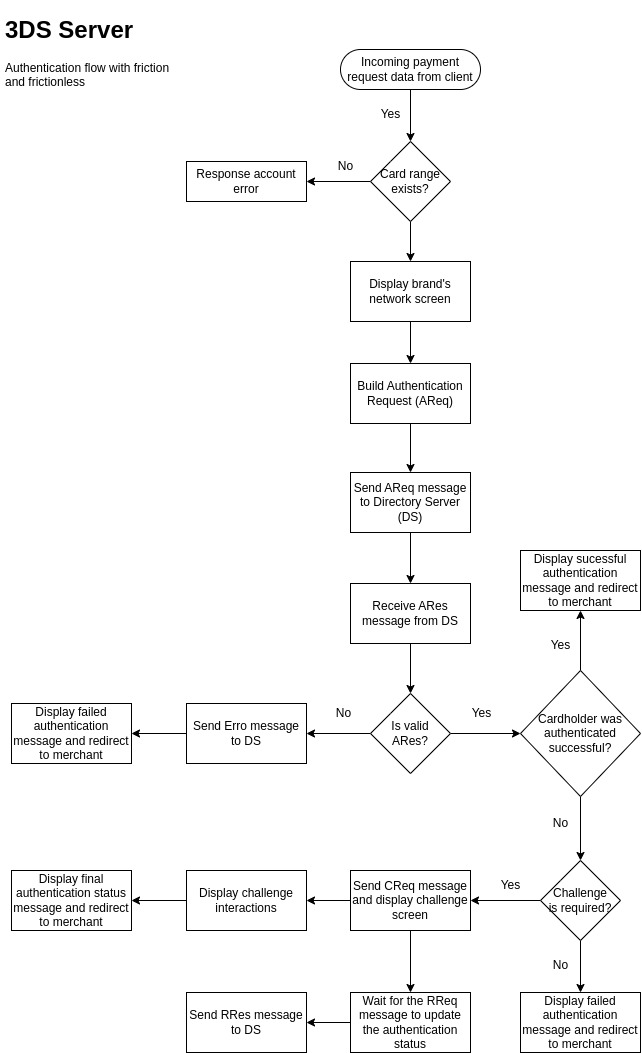 3DS Server
Authentication flow with friction
and frictionless
Incoming payment
request data from client
Yes
Card range
exists?
No
Response account
error
Display brand's
network screen
Build Authentication
Request (AReq)
Send AReq message
to Directory Server
(DS)
Receive ARes
message from DS
Is valid
ARes?
No
Send Erro message
to DS
Display failed
authentication
message and redirect
to merchant
Yes
Cardholder was
authenticated
successful?
Yes
Display sucessful
authentication
message and redirect
to merchant
No
Challenge
is required?
Yes
Send CReq message
and display challenge
screen
Display challenge
interactions
Display final
authentication status
message and redirect
to merchant
No
Display failed
authentication
message and redirect
to merchant
Wait for the RReq
message to update
the authentication
status
Send RRes message
to DS